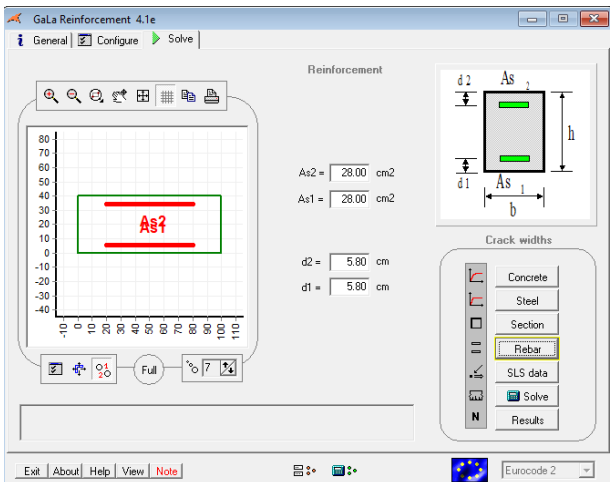 GaLa Reinforcement 4.1e
i General Configure Solve
Reinforcement
80
70
60
50
40
30
20
10
0
-10
-20
-30
-40
-10 0 10 20 30 40 50 60 70 80 90 100 110
As2
As1
Full
7
As2 = 28.00 cm2
As1 = 28.00 cm2
d2 = 5.80 cm
d1 = 5.80 cm
d 2 As 2
h
d 1 As 1
b
Crack widths
Concrete
Steel
Section
Rebar
SLS data
Solve
N Results
Exit About Help View Note
Eurocode 2